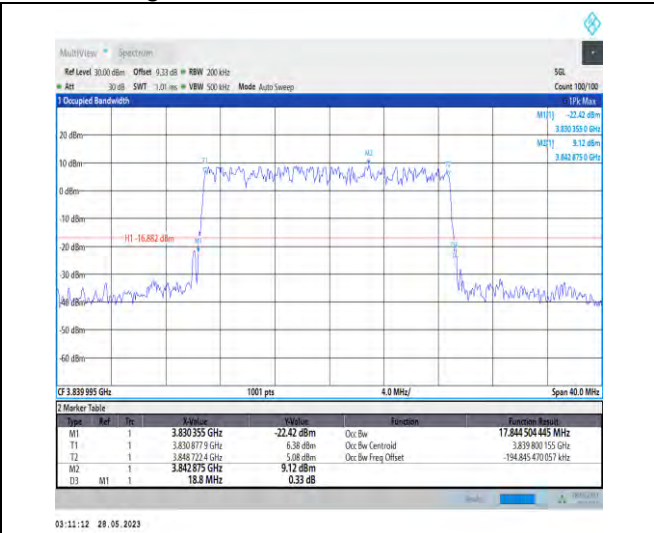 MultiView Spectrum
Ref Level 30.00 dBm Offset 9.33 dB RBW 200 kHz SGL
Att 30 dB SWT 1.01 ms VBW 500 kHz Mode Auto Sweep Count 100/100
1 Occupied Bandwidth 1Pk Max
M1[1] -22.42 dBm
3.830 355 0 GHz
M2[1] 9.12 dBm
3.842 875 0 GHz
20 dBm
10 dBm
0 dBm
-10 dBm
-20 dBm
-30 dBm
-40 dBm
-50 dBm
-60 dBm
T1
M2
H1 -16.882 dBm
M1
CF 3.839 995 GHz 1001 pts 4.0 MHz/ Span 40.0 MHz
2 Marker Table
Type Ref Trc X-Value Y-Value Function Function Result
M1 1 3.830 355 GHz -22.42 dBm Occ Bw 17.844 504 445 MHz
T1 1 3.830 877 9 GHz 6.38 dBm Occ Bw Centroid 3.839 800 155 GHz
T2 1 3.848 722 4 GHz 5.08 dBm Occ Bw Freq Offset -194.845 470 057 kHz
M2 1 3.842 875 GHz 9.12 dBm
D3 M1 1 18.8 MHz 0.33 dB
03:11:12 28.05.2023